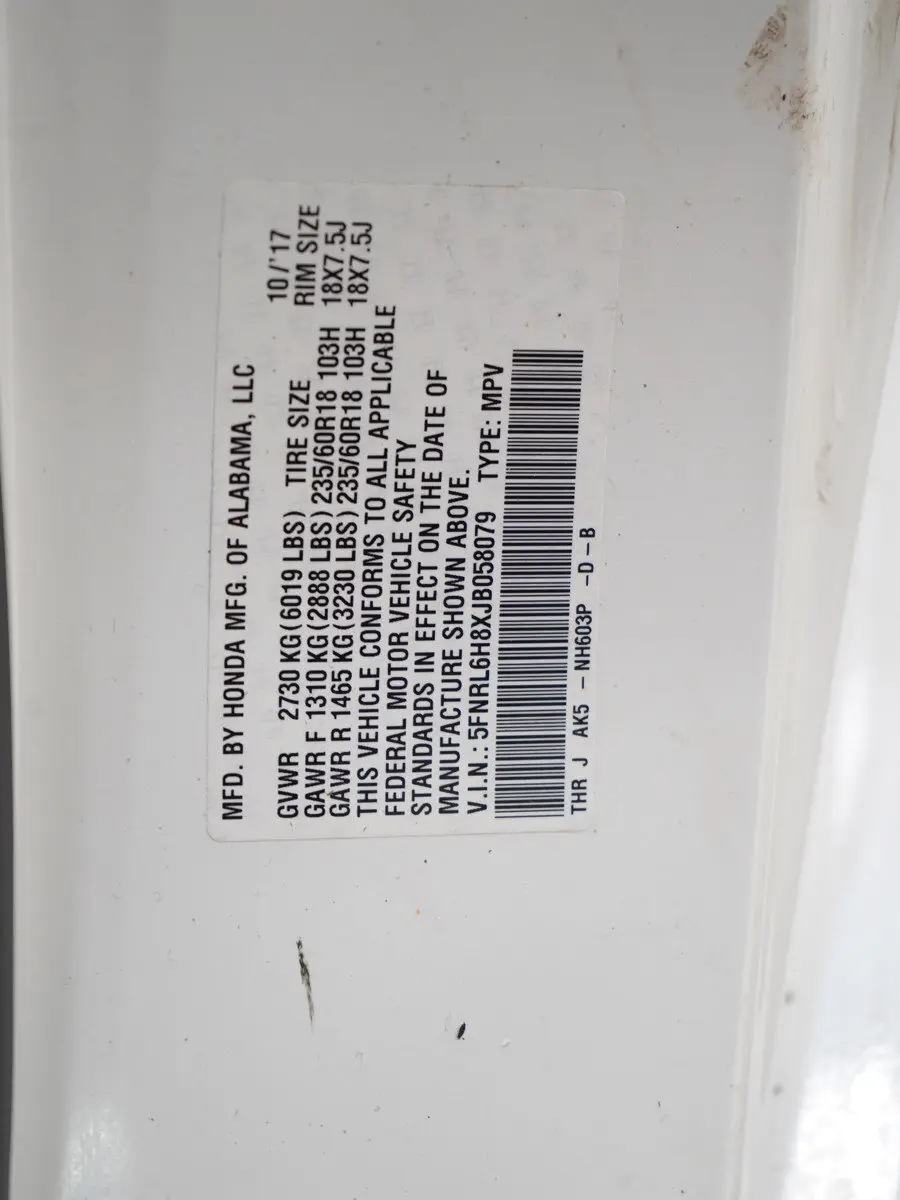 MFD. BY HONDA MFG. OF ALABAMA, LLC
10/'17
GVWR 2730 KG(6019 LBS) TIRE SIZE RIM SIZE
GAWR F 1310 KG(2888 LBS)235/60R18 103H 18X7.5J
GAWR R 1465 KG(3230 LBS)235/60R18 103H 18X7.5J
THIS VEHICLE CONFORMS TO ALL APPLICABLE
FEDERAL MOTOR VEHICLE SAFETY
STANDARDS IN EFFECT ON THE DATE OF
MANUFACTURE SHOWN ABOVE.
V.I.N.: 5FNRL6H8XJB058079 TYPE: MPV
THR J AK5 – NH603P –D – B